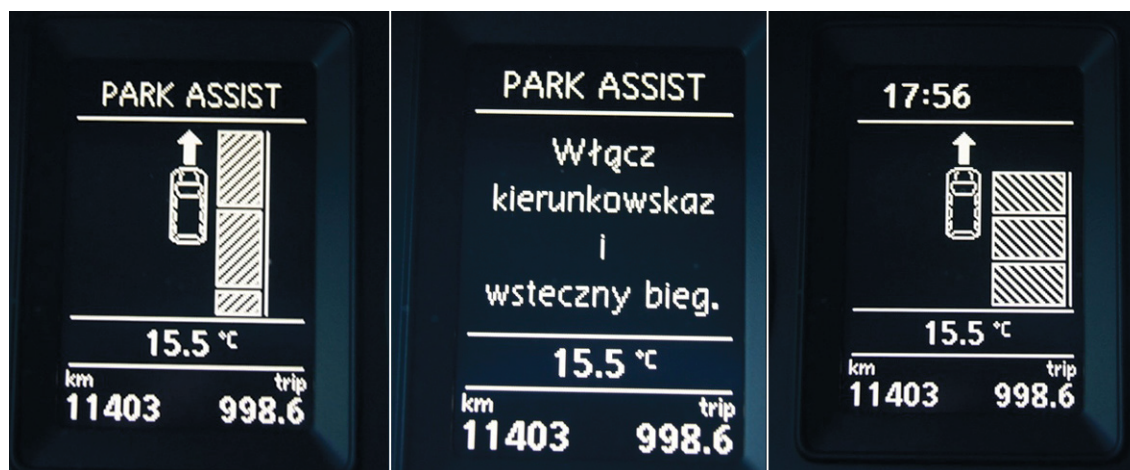 PARK ASSIST
15.5 °C
km trip
11403 998.6
PARK ASSIST
Włącz
kierunkowskaz
i
wsteczny bieg.
15.5 °C
km trip
11403 998.6
17:56
15.5 °C
km trip
11403 998.6